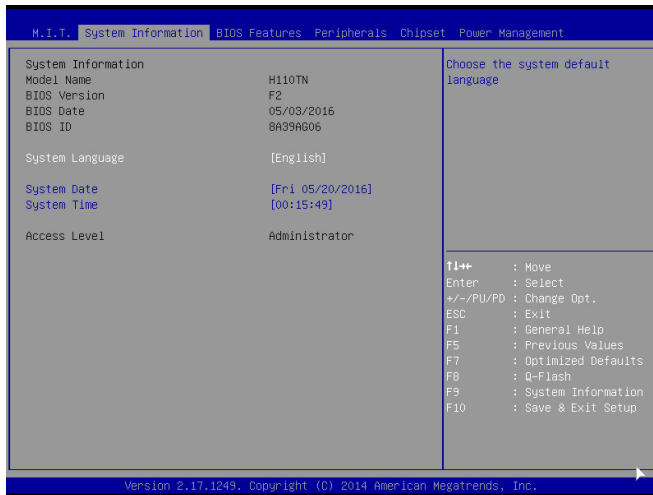 M.I.T. System Information BIOS Features Peripherals Chipset Power Management
System Information
Model Name H110TN
BIOS Version F2
BIOS Date 05/03/2016
BIOS ID 8A39AG06
System Language [English]
System Date [Fri 05/20/2016]
System Time [00:15:49]
Access Level Administrator
Choose the system default
language
↑↓→← : Move
Enter : Select
+/-/PU/PD : Change Opt.
ESC : Exit
F1 : General Help
F5 : Previous Values
F7 : Optimized Defaults
F8 : Q-Flash
F9 : System Information
F10 : Save & Exit Setup
Version 2.17.1249. Copyright (C) 2014 American Megatrends, Inc.